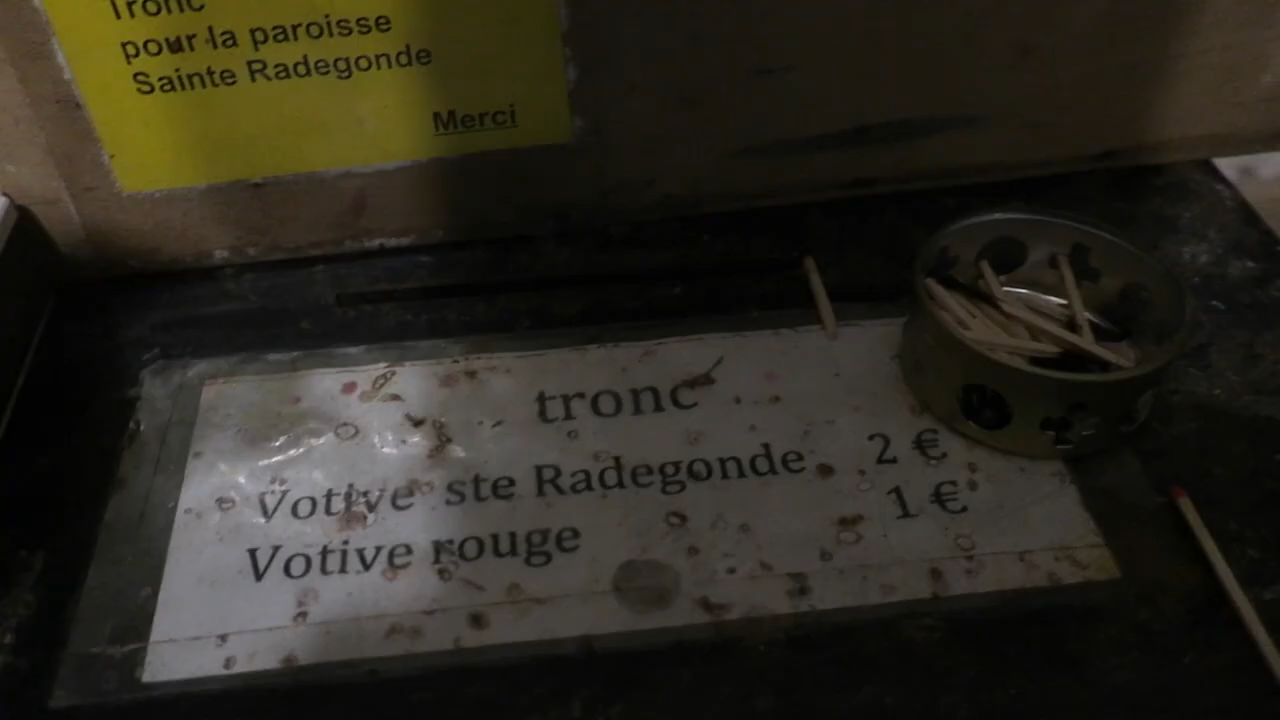 Tronc
pour la paroisse
Sainte Radegonde
Merci
tronc
Votive ste Radegonde 2 €
Votive rouge 1 €